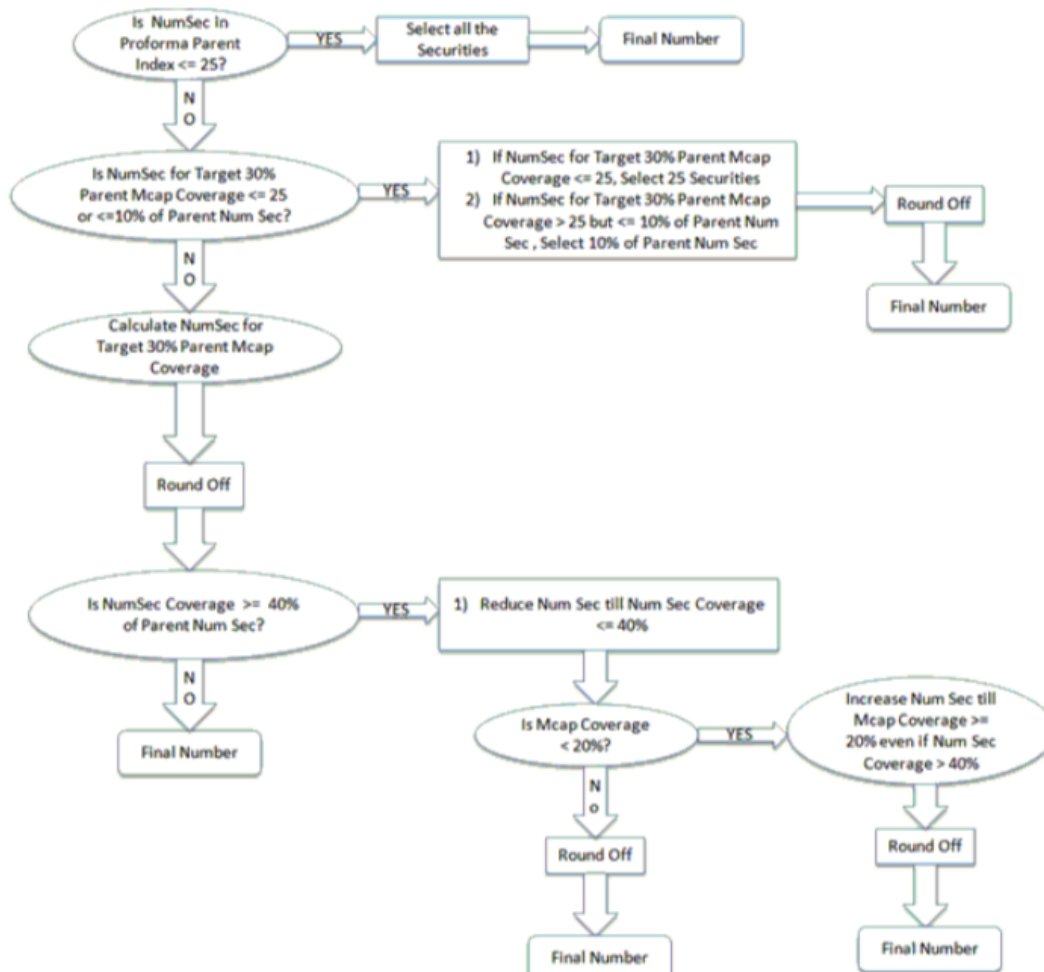 Is NumSec in
Proforma Parent
Index <= 25?
YES
Select all the
Securities
Final Number
N
O
Is NumSec for Target 30%
Parent Mcap Coverage <= 25
or <=10% of Parent Num Sec?
YES
1) If NumSec for Target 30% Parent Mcap
Coverage <= 25, Select 25 Securities
2) If NumSec for Target 30% Parent Mcap
Coverage > 25 but <= 10% of Parent Num
Sec , Select 10% of Parent Num Sec
Round Off
Final Number
N
O
Calculate NumSec for
Target 30% Parent Mcap
Coverage
Round Off
Is NumSec Coverage >= 40%
of Parent Num Sec?
YES
1) Reduce Num Sec till Num Sec Coverage
<= 40%
N
O
Final Number
Is Mcap Coverage
< 20%?
YES
Increase Num Sec till
Mcap Coverage >=
20% even if Num Sec
Coverage > 40%
N
o
Round Off
Final Number
Round Off
Final Number